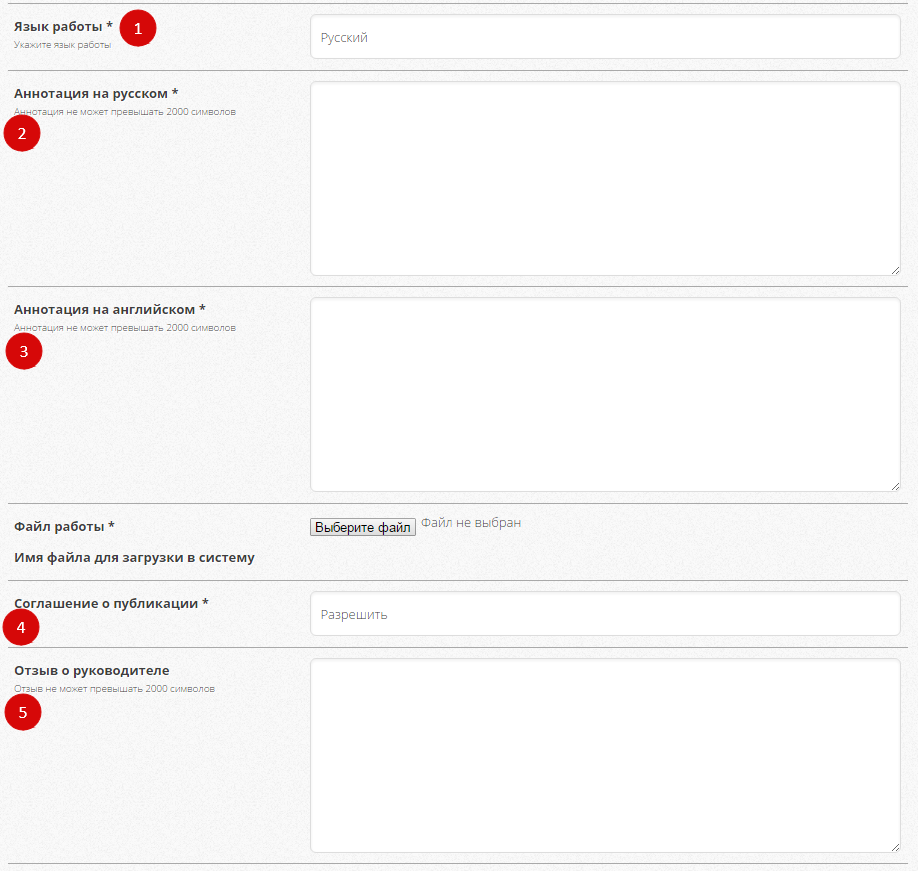 Язык работы * 1
Укажите язык работы
Русский
Аннотация на русском *
Аннотация не может превышать 2000 символов
2
Аннотация на английском *
Аннотация не может превышать 2000 символов
3
Файл работы *
Выберите файл Файл не выбран
Имя файла для загрузки в систему
Соглашение о публикации *
4
Разрешить
Отзыв о руководителе
Отзыв не может превышать 2000 символов
5